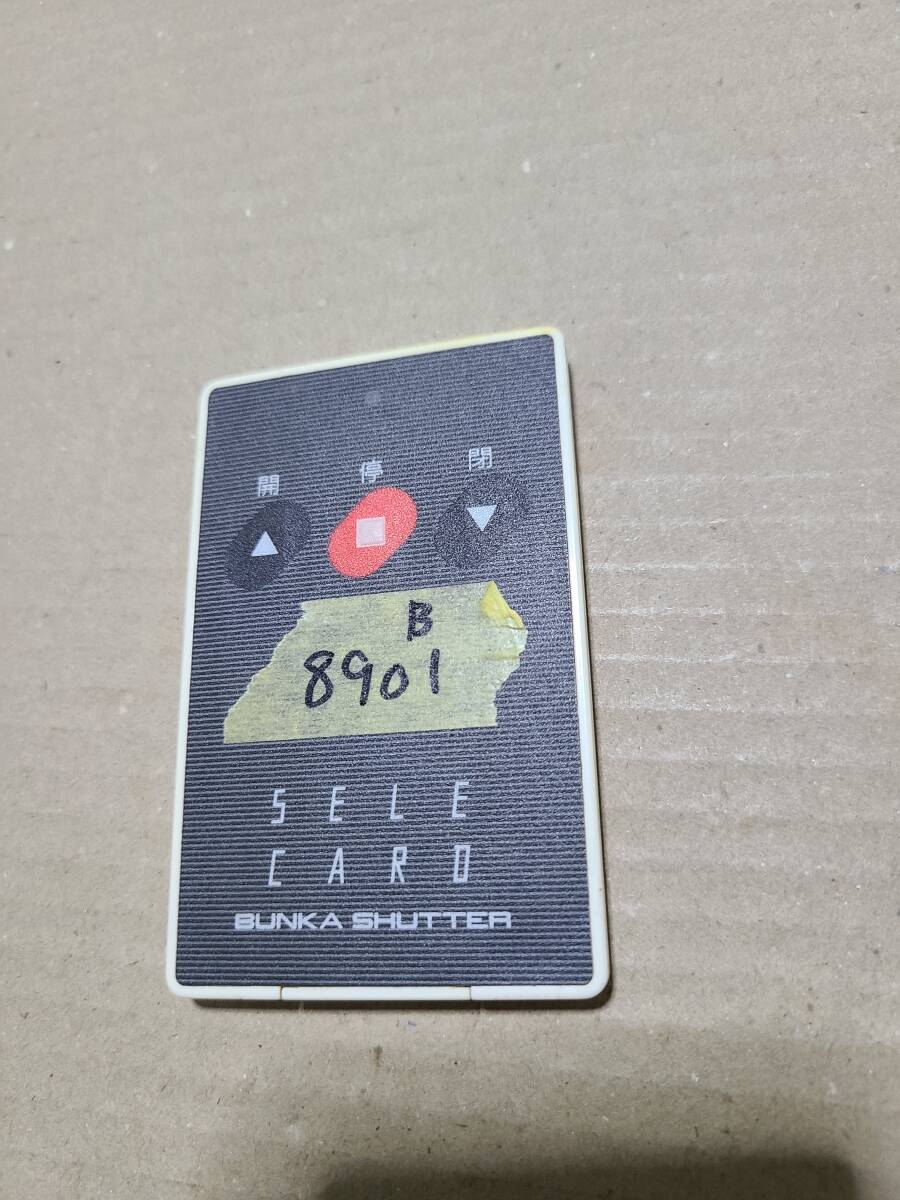 開 停 閉
B
8901
SELE
CARD
BUNKA SHUTTER